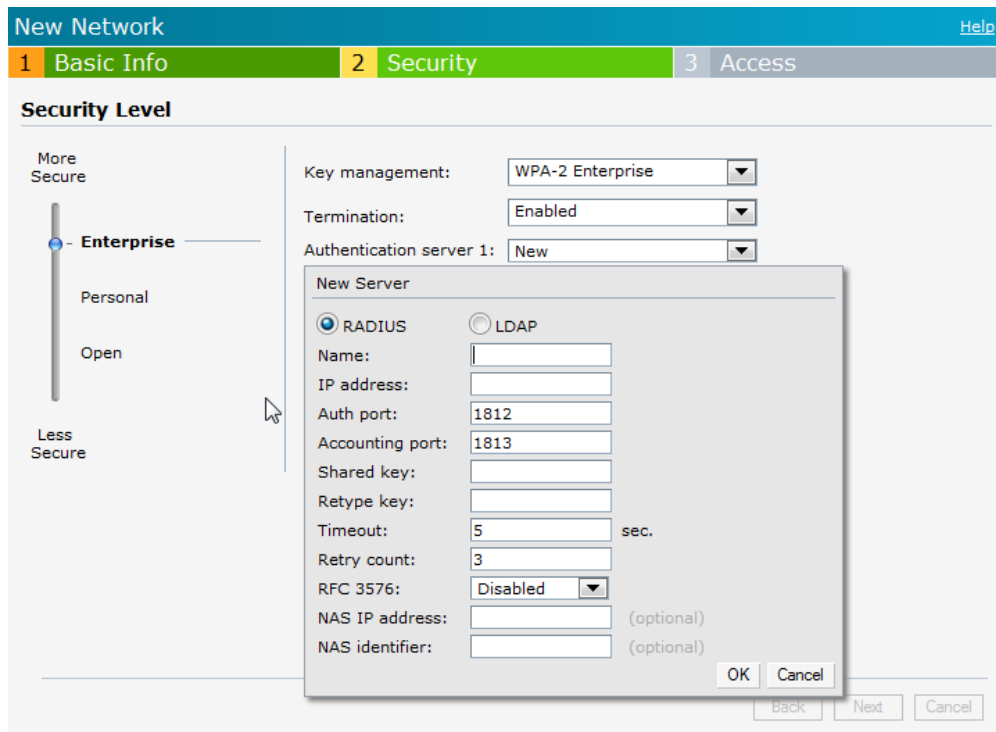 New Network Help
1 Basic Info 2 Security 3 Access
Security Level
More
Secure
Enterprise
Personal
Open
Less
Secure
Key management: WPA-2 Enterprise
Termination: Enabled
Authentication server 1: New
New Server
RADIUS LDAP
Name:
IP address:
Auth port: 1812
Accounting port: 1813
Shared key:
Retype key:
Timeout: 5 sec.
Retry count: 3
RFC 3576: Disabled
NAS IP address: (optional)
NAS identifier: (optional)
OK Cancel
Back Next Cancel